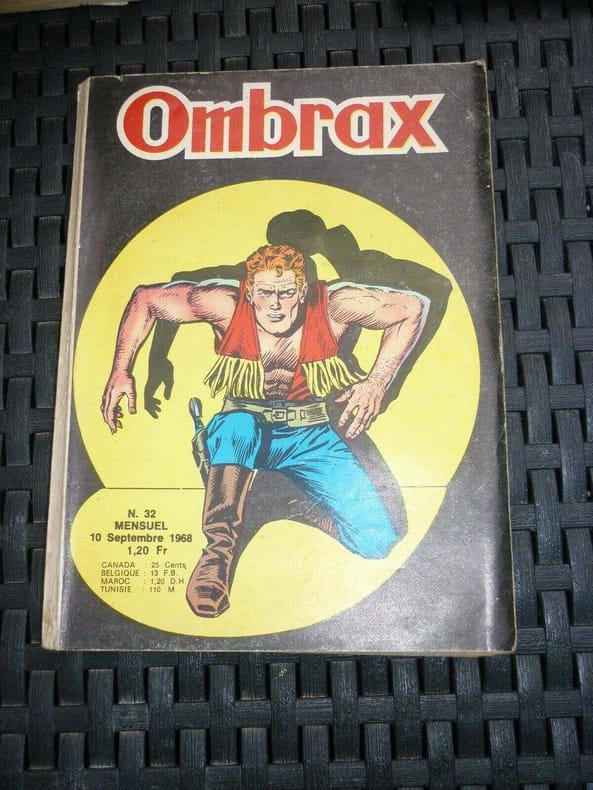 Ombrax
N. 32
MENSUEL
10 Septembre 1968
1,20 Fr
CANADA : 25 Cents
BELGIQUE : 13 F.B.
MAROC : 1,20 D.H.
TUNISIE : 110 M.